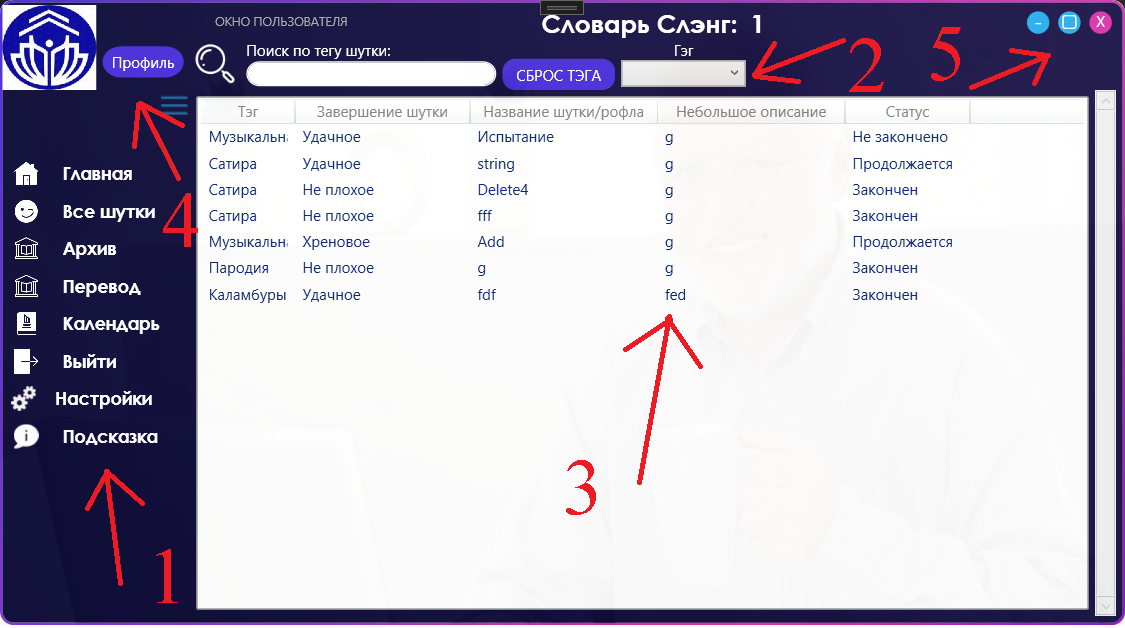 ОКНО ПОЛЬЗОВАТЕЛЯ
Словарь Слэнг: 1
– X
Профиль
Поиск по тегу шутки:
СБРОС ТЭГА
Гэг
2
5
4
Главная
Все шутки
Архив
Перевод
Календарь
Выйти
Настройки
Подсказка
1
Тэг Завершение шутки Название шутки/рофла Небольшое описание Статус
Музыкальна Удачное Испытание g Не закончено
Сатира Удачное string g Продолжается
Сатира Не плохое Delete4 g Закончен
Сатира Не плохое fff g Закончен
Музыкальна Хреновое Add g Продолжается
Пародия Не плохое g g Закончен
Каламбуры Удачное fdf fed Закончен
3